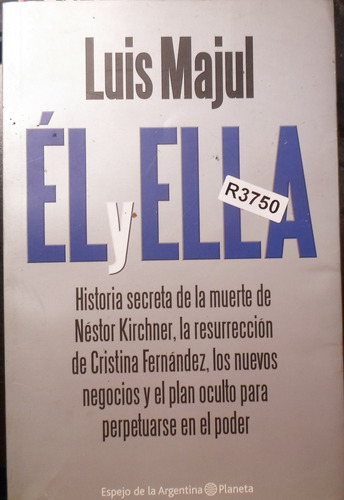 Luis Majul
ÉL y ELLA
R3750
Historia secreta de la muerte de
Néstor Kirchner, la resurrección
de Cristina Fernández, los nuevos
negocios y el plan oculto para
perpetuarse en el poder
Espejo de la Argentina Planeta